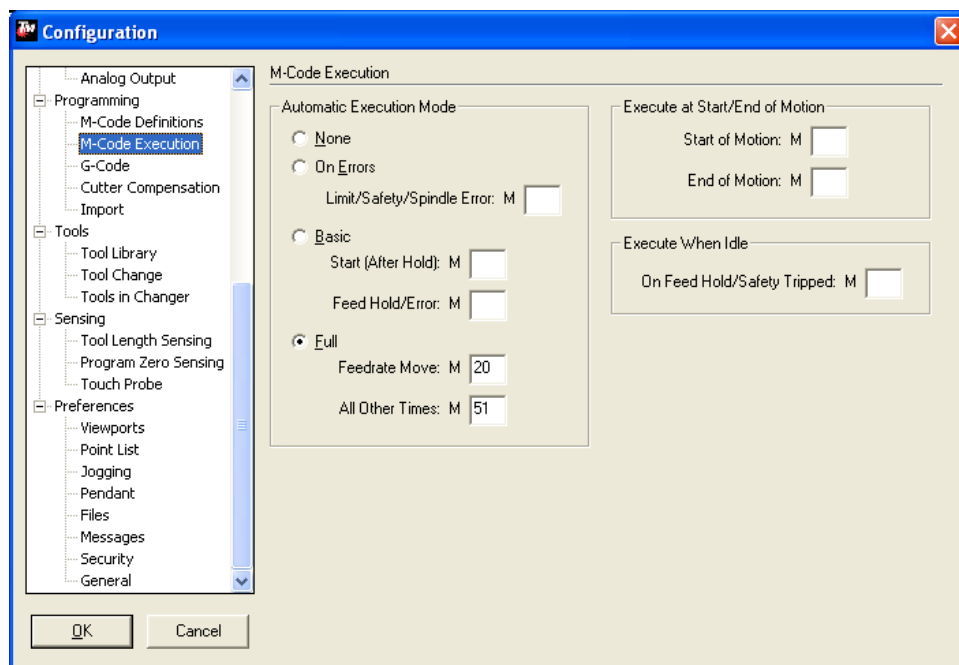 Configuration
Analog Output
Programming
M-Code Definitions
M-Code Execution
G-Code
Cutter Compensation
Import
Tools
Tool Library
Tool Change
Tools in Changer
Sensing
Tool Length Sensing
Program Zero Sensing
Touch Probe
Preferences
Viewports
Point List
Jogging
Pendant
Files
Messages
Security
General
M-Code Execution
Automatic Execution Mode
None
On Errors
Limit/Safety/Spindle Error: M
Basic
Start (After Hold): M
Feed Hold/Error: M
Full
Feedrate Move: M 20
All Other Times: M 51
Execute at Start/End of Motion
Start of Motion: M
End of Motion: M
Execute When Idle
On Feed Hold/Safety Tripped: M
OK
Cancel